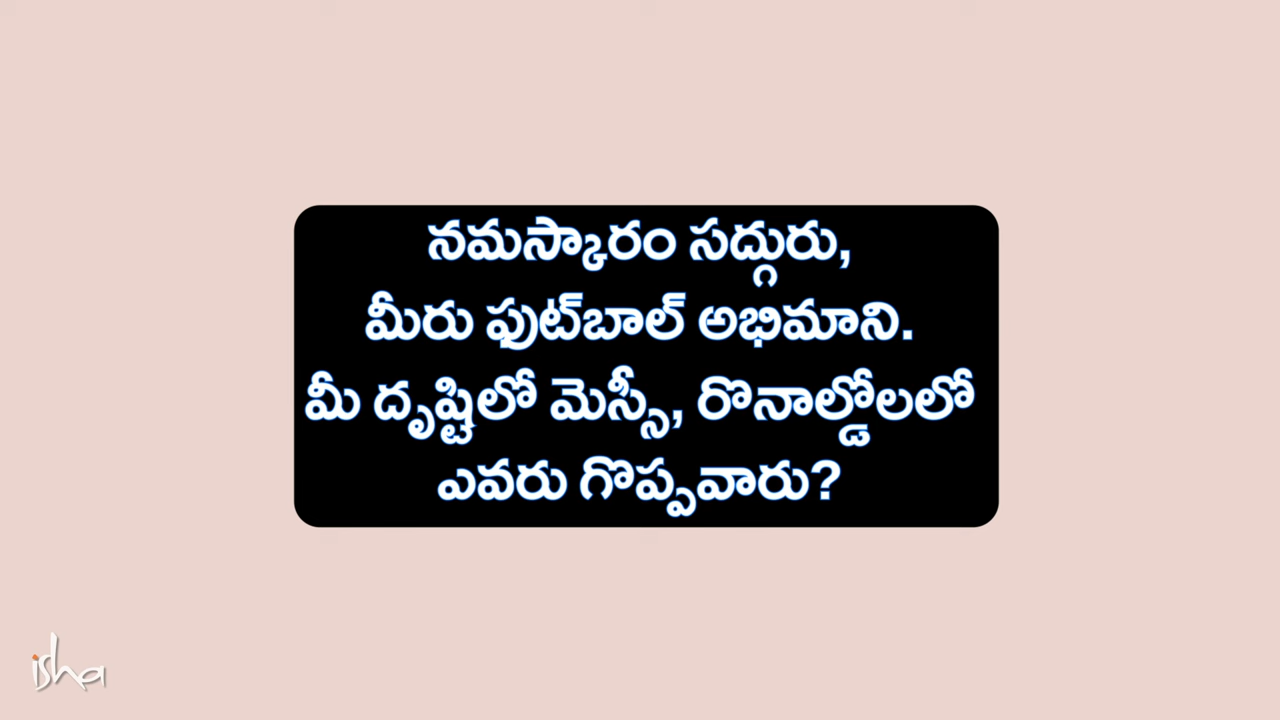 నమస్కారం సద్గురు,
మీరు ఫుట్‌బాల్ అభిమాని.
మీ దృష్టిలో మెస్సీ, రొనాల్డోలలో
ఎవరు గొప్పవారు?
isha